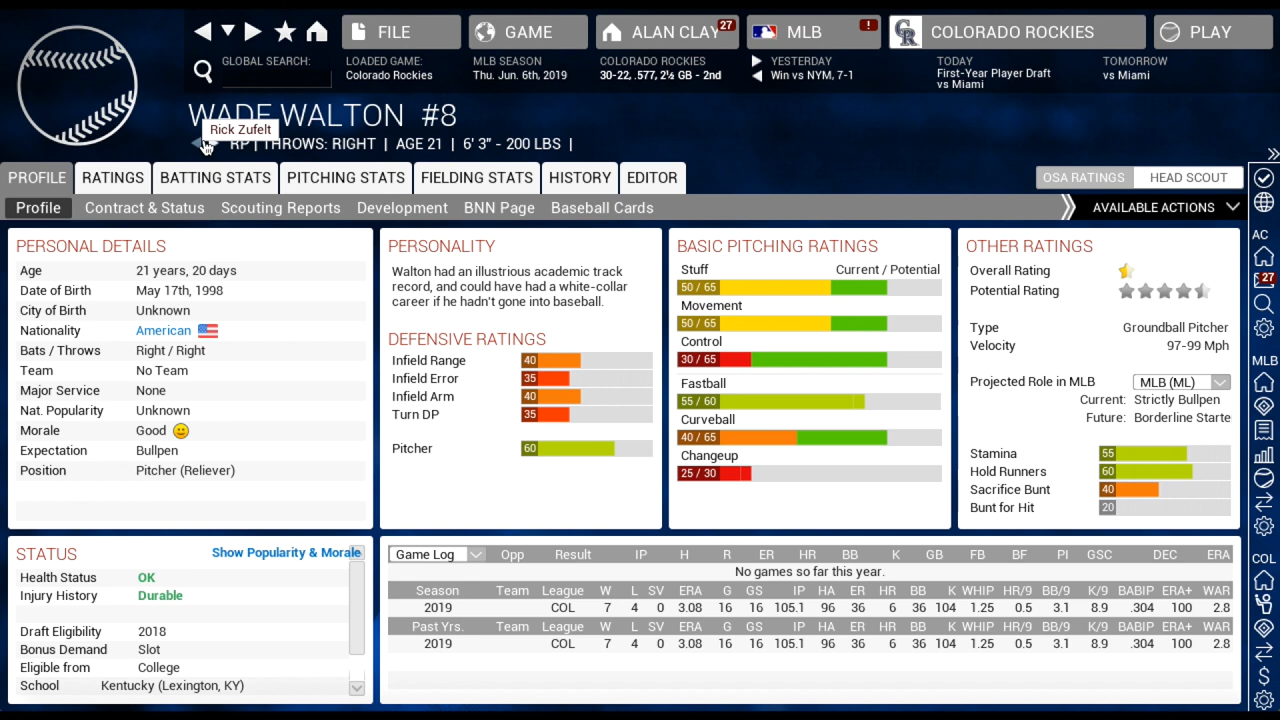 FILE GAME ALAN CLAY 27 MLB ! COLORADO ROCKIES PLAY
GLOBAL SEARCH: LOADED GAME: MLB SEASON COLORADO ROCKIES YESTERDAY TODAY TOMORROW
Colorado Rockies Thu. Jun. 6th, 2019 30-22, .577, 2½ GB - 2nd Win vs NYM, 7-1 First-Year Player Draft vs Miami
vs Miami
WADE WALTON #8
Rick Zufelt
RP | THROWS: RIGHT | AGE 21 | 6' 3" - 200 LBS |
PROFILE RATINGS BATTING STATS PITCHING STATS FIELDING STATS HISTORY EDITOR OSA RATINGS HEAD SCOUT
Profile Contract & Status Scouting Reports Development BNN Page Baseball Cards AVAILABLE ACTIONS
PERSONAL DETAILS
Age 21 years, 20 days
Date of Birth May 17th, 1998
City of Birth Unknown
Nationality American
Bats / Throws Right / Right
Team No Team
Major Service None
Nat. Popularity Unknown
Morale Good
Expectation Bullpen
Position Pitcher (Reliever)
PERSONALITY
Walton had an illustrious academic track
record, and could have had a white-collar
career if he hadn't gone into baseball.
DEFENSIVE RATINGS
Infield Range 40
Infield Error 35
Infield Arm 40
Turn DP 35
Pitcher 60
BASIC PITCHING RATINGS
Stuff Current / Potential
50 / 65
Movement
50 / 65
Control
30 / 65
Fastball
55 / 60
Curveball
40 / 65
Changeup
25 / 30
OTHER RATINGS
Overall Rating
Potential Rating
Type Groundball Pitcher
Velocity 97-99 Mph
Projected Role in MLB MLB (ML)
Current: Strictly Bullpen
Future: Borderline Starte
Stamina 55
Hold Runners 60
Sacrifice Bunt 40
Bunt for Hit 20
AC
27
MLB
COL
$
STATUS Show Popularity & Morale
Health Status OK
Injury History Durable
Draft Eligibility 2018
Bonus Demand Slot
Eligible from College
School Kentucky (Lexington, KY)
Game Log Opp Result IP H R ER HR BB K GB FB BF PI GSC DEC ERA
No games so far this year.
Season Team League W L SV ERA G GS IP HA ER HR BB K WHIP HR/9 BB/9 K/9 BABIP ERA+ WAR
2019 COL 7 4 0 3.08 16 16 105.1 96 36 6 36 104 1.25 0.5 3.1 8.9 .304 100 2.8
Past Yrs. Team League W L SV ERA G GS IP HA ER HR BB K WHIP HR/9 BB/9 K/9 BABIP ERA+ WAR
2019 COL 7 4 0 3.08 16 16 105.1 96 36 6 36 104 1.25 0.5 3.1 8.9 .304 100 2.8